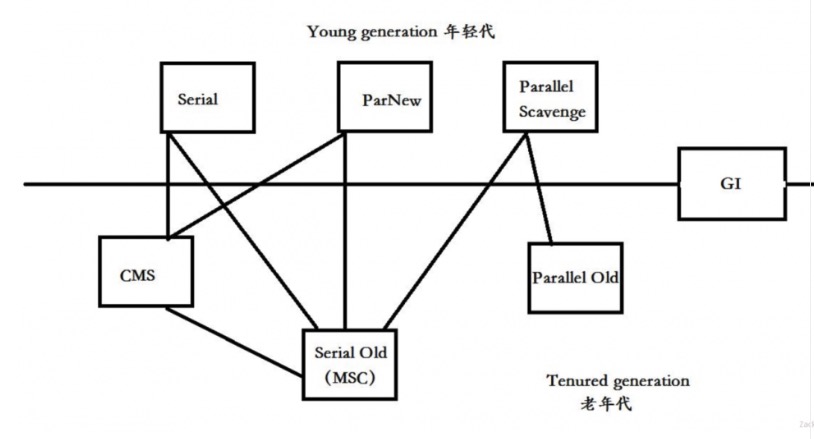 Young generation 年轻代
Serial
ParNew
Parallel
Scavenge
GI
CMS
Parallel Old
Serial Old
(MSC)
Tenured generation
老年代